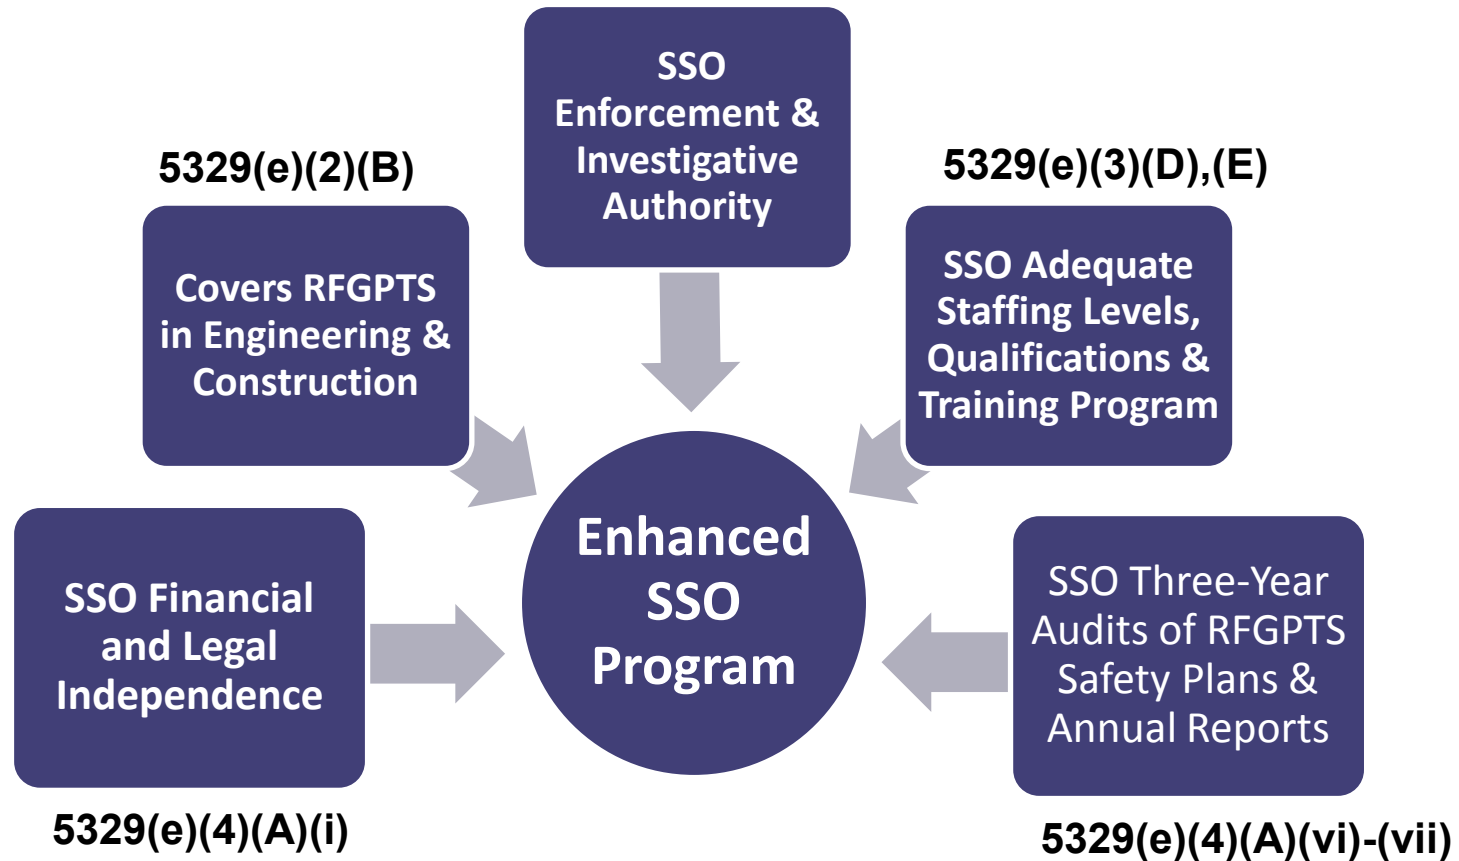 SSO
Enforcement &
Investigative
Authority
5329(e)(2)(B)
Covers RFGPTS
in Engineering &
Construction
5329(e)(3)(D),(E)
SSO Adequate
Staffing Levels,
Qualifications &
Training Program
Enhanced
SSO
Program
SSO Financial
and Legal
Independence
5329(e)(4)(A)(i)
SSO Three-Year
Audits of RFGPTS
Safety Plans &
Annual Reports
5329(e)(4)(A)(vi)-(vii)